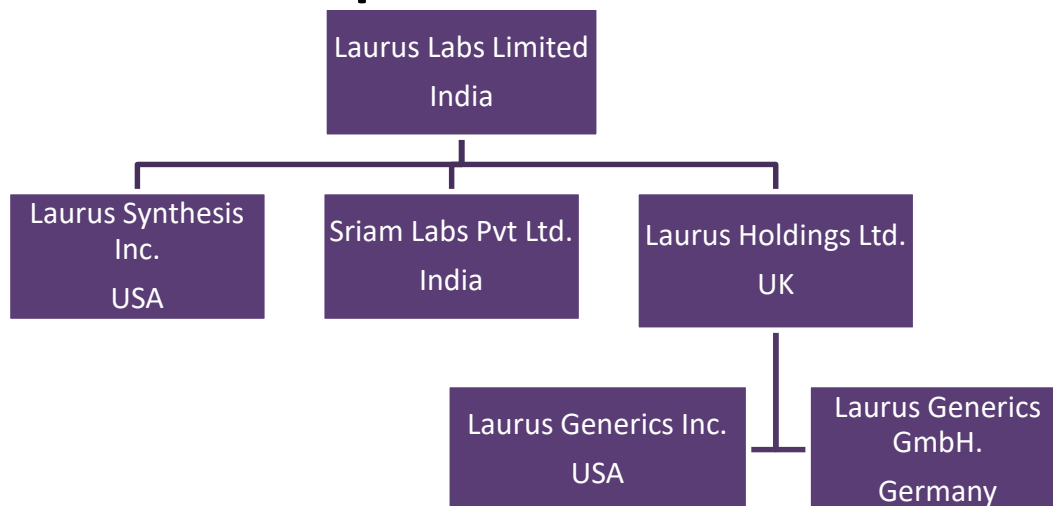 Laurus Labs Limited
India
Laurus Synthesis
Inc.
USA
Sriam Labs Pvt Ltd.
India
Laurus Holdings Ltd.
UK
Laurus Generics Inc.
USA
Laurus Generics
GmbH.
Germany